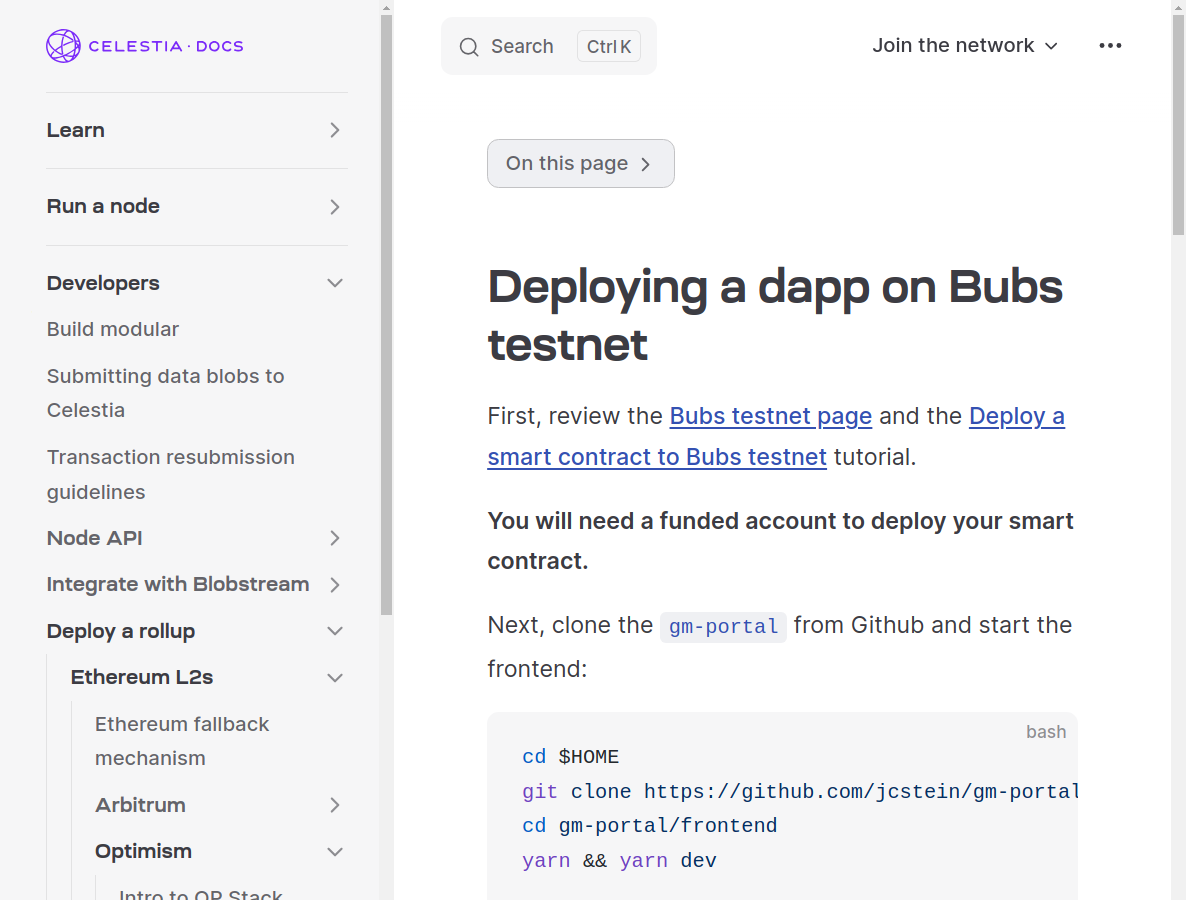 CELESTIA · DOCS
Learn
Run a node
Developers
Build modular
Submitting data blobs to
Celestia
Transaction resubmission
guidelines
Node API
Integrate with Blobstream
Deploy a rollup
Ethereum L2s
Ethereum fallback
mechanism
Arbitrum
Optimism
Intro to OP Stack
Search Ctrl K
Join the network
On this page
Deploying a dapp on Bubs
testnet
First, review the Bubs testnet page and the Deploy a
smart contract to Bubs testnet tutorial.
You will need a funded account to deploy your smart
contract.
Next, clone the gm-portal from Github and start the
frontend:
bash
cd $HOME
git clone https://github.com/jcstein/gm-portal
cd gm-portal/frontend
yarn && yarn dev